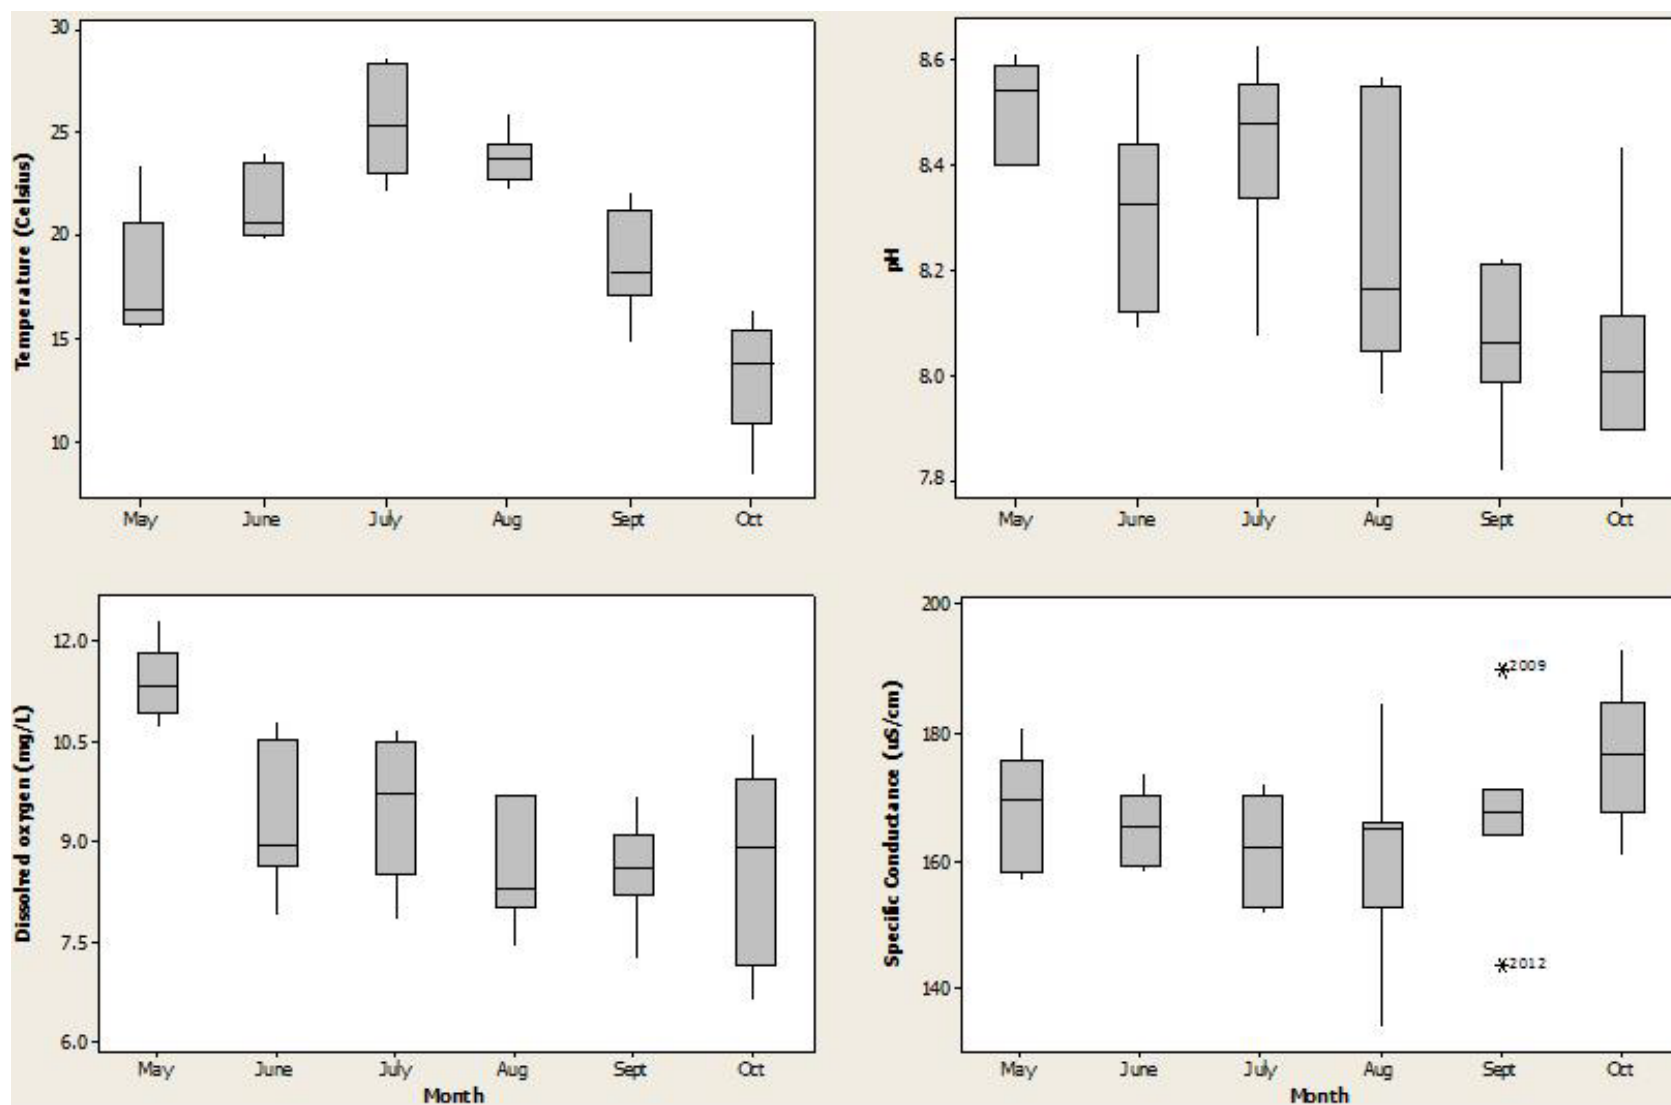 Temperature (Celsius)
30
25
20
15
10
May June July Aug Sept Oct
pH
8.6
8.4
8.2
8.0
7.8
May June July Aug Sept Oct
Dissolved oxygen (mg/L)
12.0
10.5
9.0
7.5
6.0
May June July Aug Sept Oct
Month
Specific Conductance (uS/cm)
200
180
160
140
2009
2012
May June July Aug Sept Oct
Month